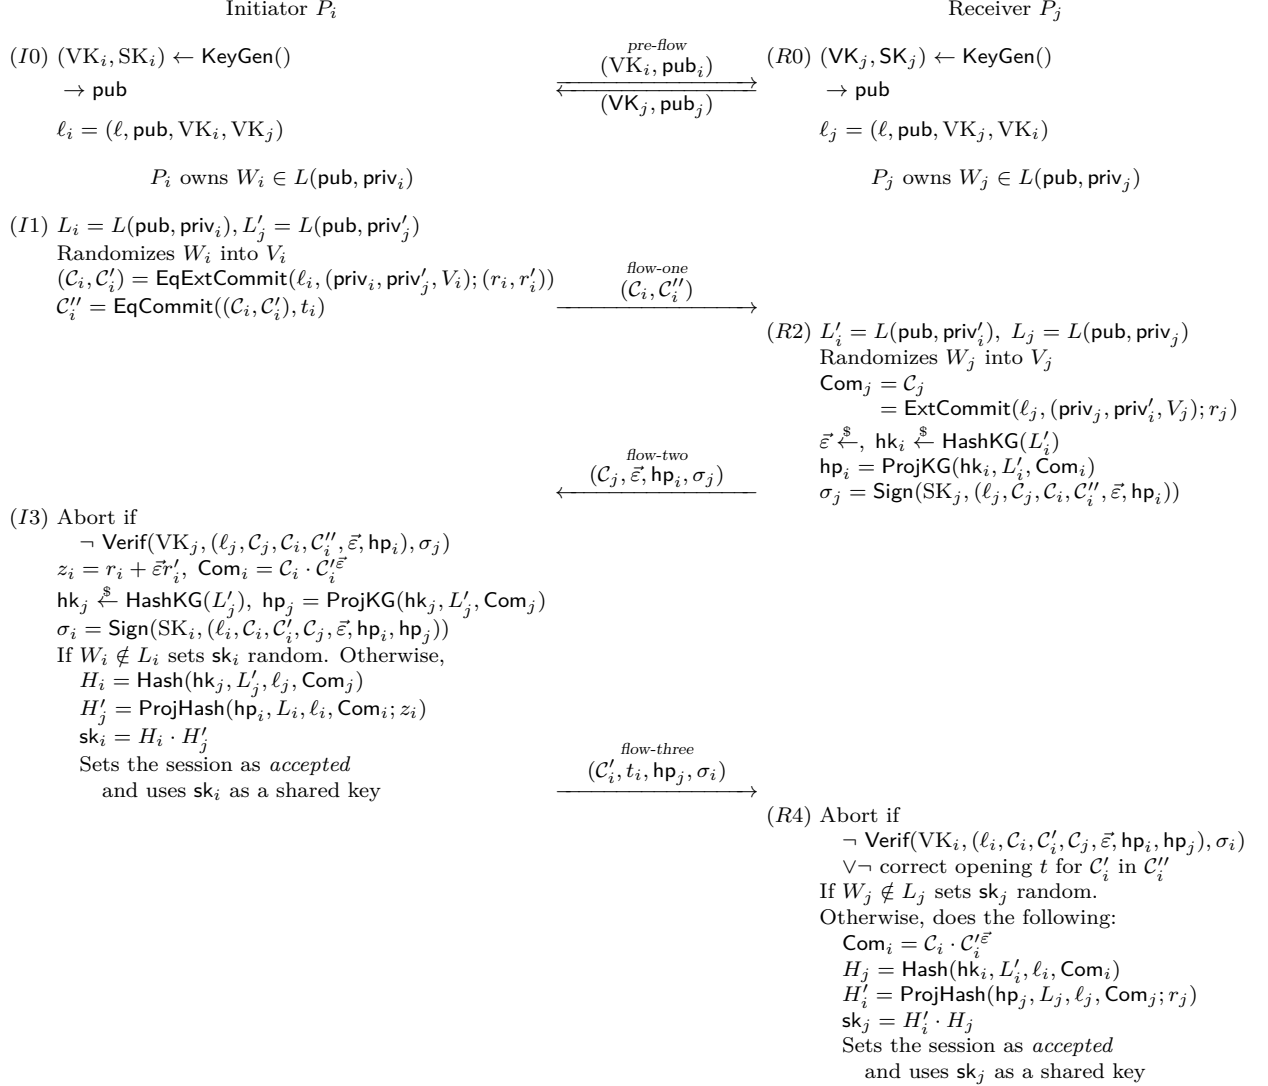 Initiator P_i
Receiver P_j
(I0) (VK_i, SK_i) ← KeyGen()
→ pub
ℓ_i = (ℓ, pub, VK_i, VK_j)
P_i owns W_i ∈ L(pub, priv_i)
pre-flow
(VK_i, pub_i)
(VK_j, pub_j)
(R0) (VK_j, SK_j) ← KeyGen()
→ pub
ℓ_j = (ℓ, pub, VK_j, VK_i)
P_j owns W_j ∈ L(pub, priv_j)
(I1) L_i = L(pub, priv_i), L′_j = L(pub, priv′_j)
Randomizes W_i into V_i
(C_i, C′_i) = EqExtCommit(ℓ_i, (priv_i, priv′_j, V_i); (r_i, r′_i))
C″_i = EqCommit((C_i, C′_i), t_i)
flow-one
(C_i, C″_i)
(R2) L′_i = L(pub, priv′_i), L_j = L(pub, priv_j)
Randomizes W_j into V_j
Com_j = C_j
= ExtCommit(ℓ_j, (priv_j, priv′_i, V_j); r_j)
ε⃗ ←$, hk_i ←$ HashKG(L′_i)
hp_i = ProjKG(hk_i, L′_i, Com_i)
σ_j = Sign(SK_j, (ℓ_j, C_j, C_i, C″_i, ε⃗, hp_i))
flow-two
(C_j, ε⃗, hp_i, σ_j)
(I3) Abort if
¬ Verif(VK_j, (ℓ_j, C_j, C_i, C″_i, ε⃗, hp_i), σ_j)
z_i = r_i + ε⃗r′_i, Com_i = C_i · C′_i^ε⃗
hk_j ←$ HashKG(L′_j), hp_j = ProjKG(hk_j, L′_j, Com_j)
σ_i = Sign(SK_i, (ℓ_i, C_i, C′_i, C_j, ε⃗, hp_i, hp_j))
If W_i ∉ L_i sets sk_i random. Otherwise,
H_i = Hash(hk_j, L′_j, ℓ_j, Com_j)
H′_j = ProjHash(hp_i, L_i, ℓ_i, Com_i; z_i)
sk_i = H_i · H′_j
Sets the session as accepted
and uses sk_i as a shared key
flow-three
(C′_i, t_i, hp_j, σ_i)
(R4) Abort if
¬ Verif(VK_i, (ℓ_i, C_i, C′_i, C_j, ε⃗, hp_i, hp_j), σ_i)
∨¬ correct opening t for C′_i in C″_i
If W_j ∉ L_j sets sk_j random.
Otherwise, does the following:
Com_i = C_i · C′_i^ε⃗
H_j = Hash(hk_i, L′_i, ℓ_i, Com_i)
H′_i = ProjHash(hp_j, L_j, ℓ_j, Com_j; r_j)
sk_j = H′_i · H_j
Sets the session as accepted
and uses sk_j as a shared key